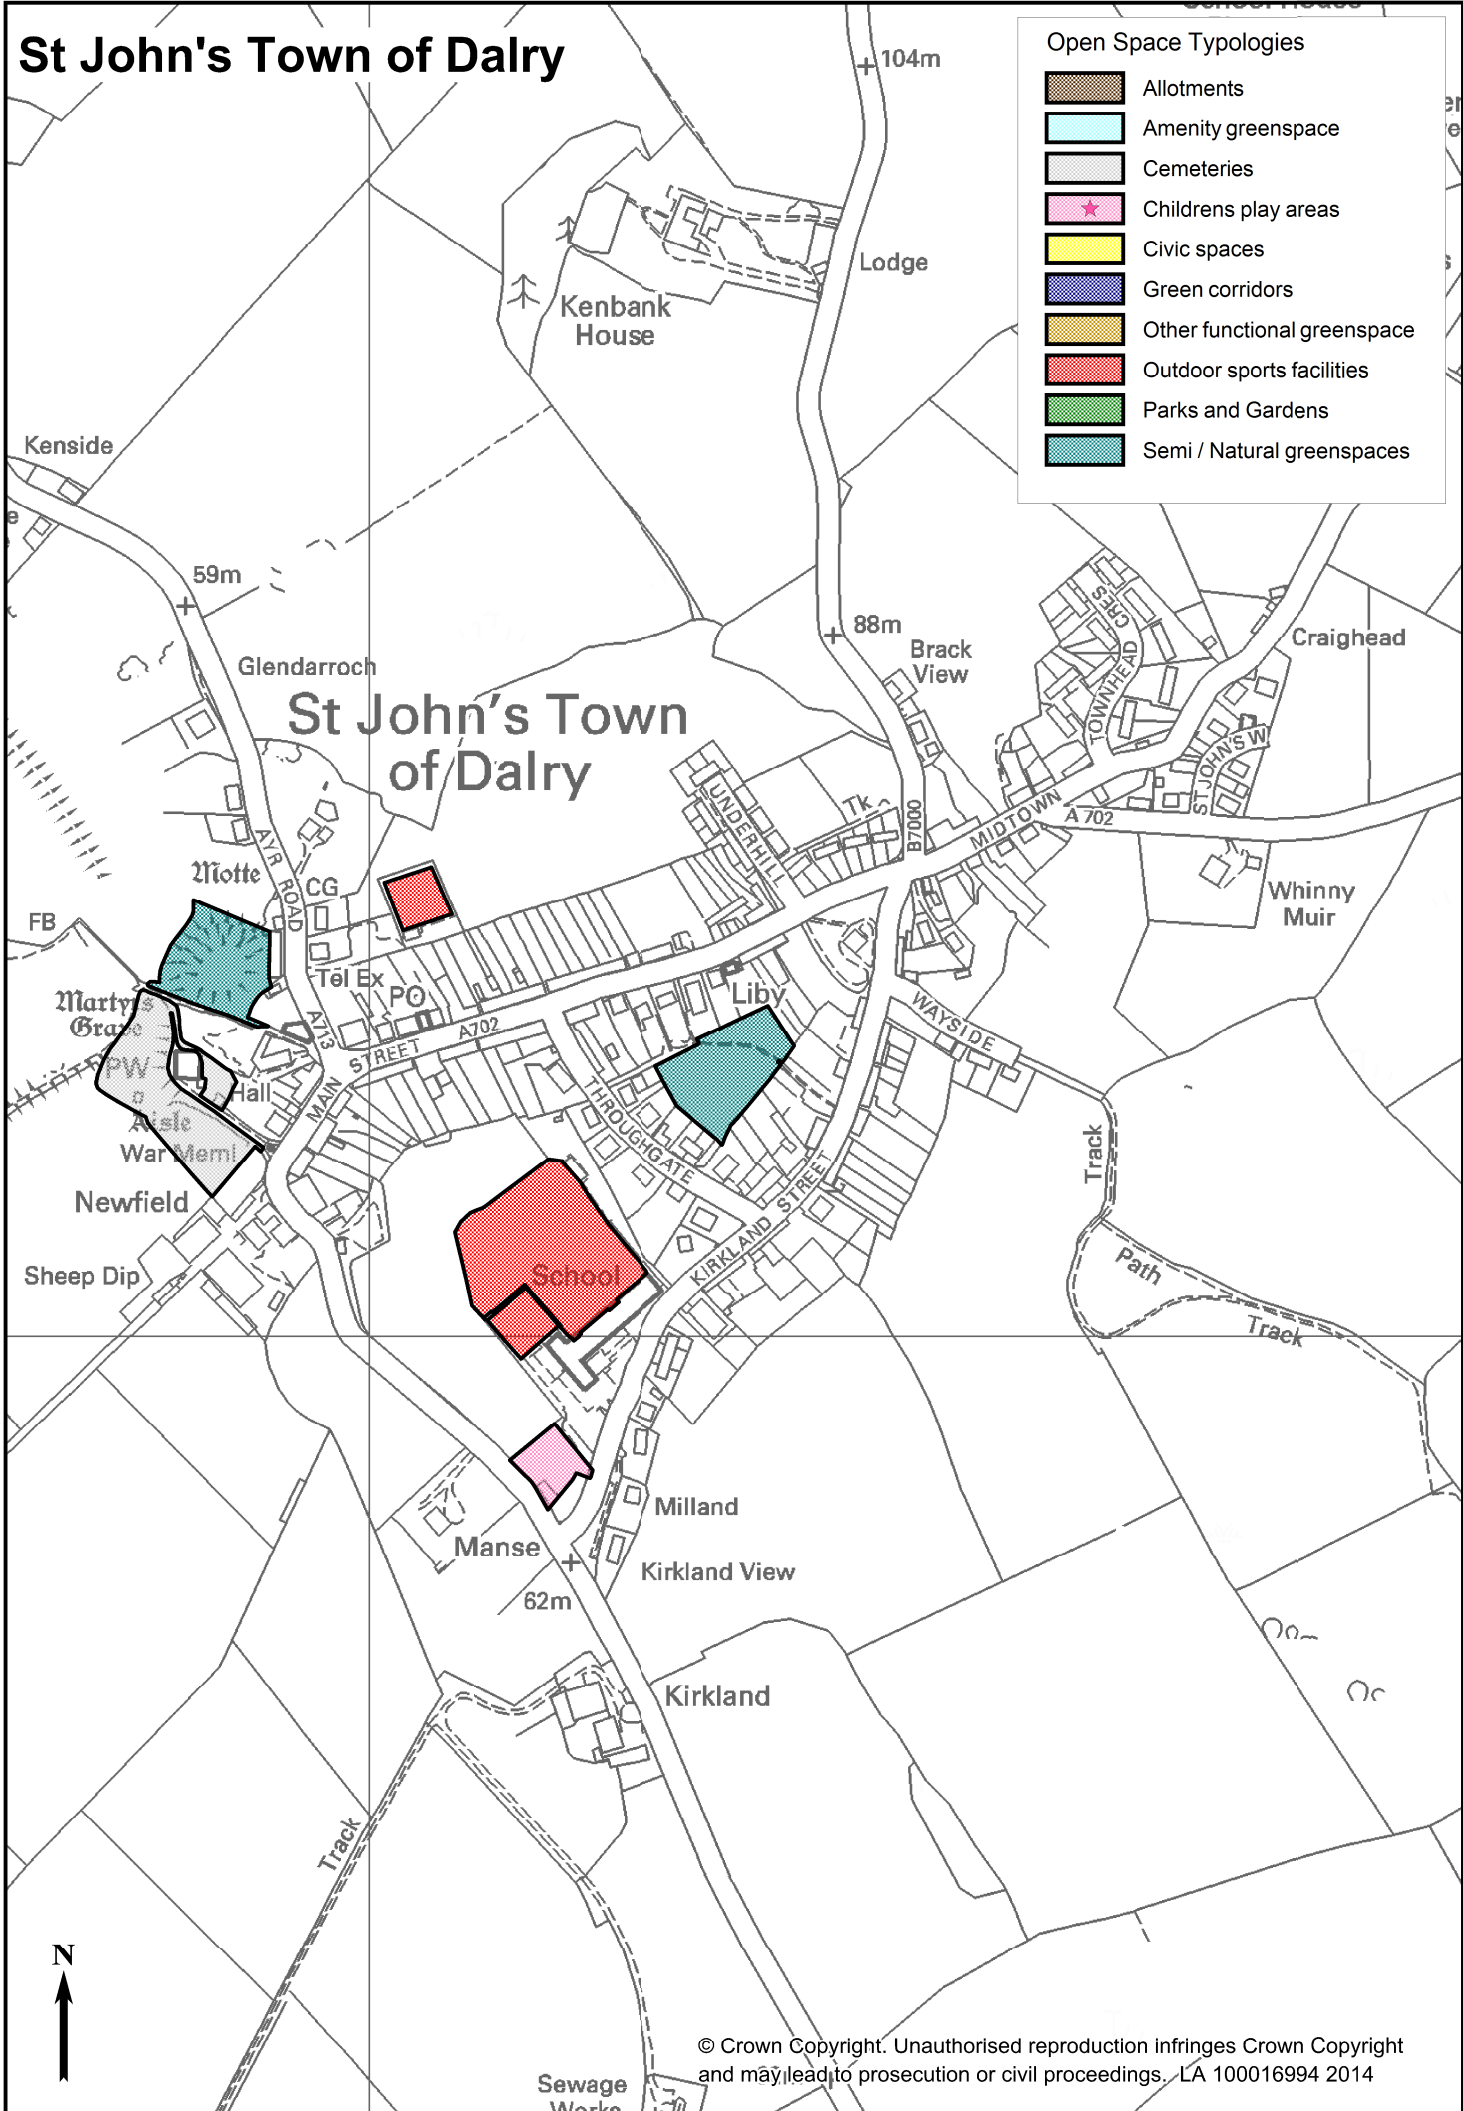 St John's Town of Dalry
Open Space Typologies
Allotments
Amenity greenspace
Cemeteries
Childrens play areas
Civic spaces
Green corridors
Other functional greenspace
Outdoor sports facilities
Parks and Gardens
Semi / Natural greenspaces
104m
Lodge
Kenbank
House
Kenside
59m
Glendarroch
88m
Brack
View
TOWNHEAD CRES
Craighead
St John's Town
of Dalry
ST JOHN'S W
UNDERHILL
Tk
B7000
MIDTOWN
A 702
AYR ROAD
Motte
CG
Whinny
Muir
FB
Tel Ex
PO
Liby
Martyrs
Grave
A713
MAIN STREET
A702
WAYSIDE
PW
Hall
Aisle
War Meml
THROUGHGATE
Track
Newfield
KIRKLAND STREET
Sheep Dip
School
Path
Track
Milland
Manse
Kirkland View
62m
Kirkland
Track
N
© Crown Copyright. Unauthorised reproduction infringes Crown Copyright
and may lead to prosecution or civil proceedings. LA 100016994 2014
Sewage
Works